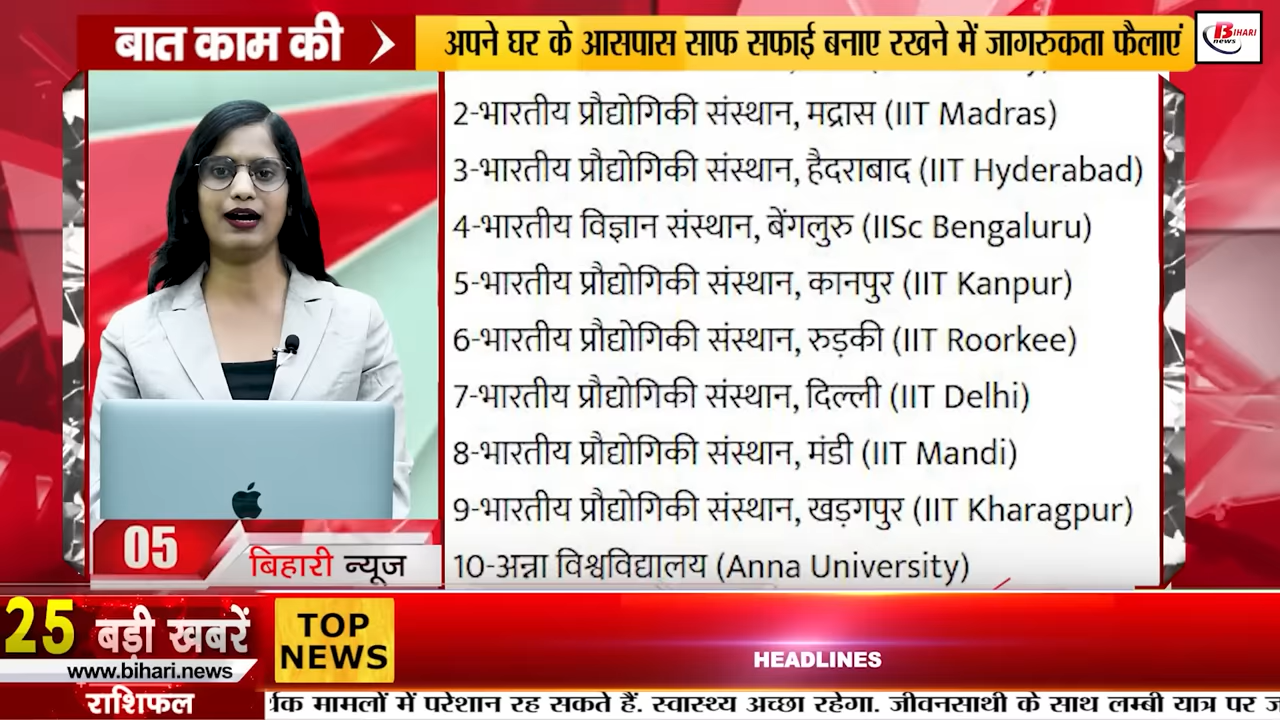 बात काम की
अपने घर के आसपास साफ सफाई बनाए रखने में जागरुकता फैलाएं
BIHARI
news
2-भारतीय प्रौद्योगिकी संस्थान, मद्रास (IIT Madras)
3-भारतीय प्रौद्योगिकी संस्थान, हैदराबाद (IIT Hyderabad)
4-भारतीय विज्ञान संस्थान, बेंगलुरु (IISc Bengaluru)
5-भारतीय प्रौद्योगिकी संस्थान, कानपुर (IIT Kanpur)
6-भारतीय प्रौद्योगिकी संस्थान, रुड़की (IIT Roorkee)
7-भारतीय प्रौद्योगिकी संस्थान, दिल्ली (IIT Delhi)
8-भारतीय प्रौद्योगिकी संस्थान, मंडी (IIT Mandi)
9-भारतीय प्रौद्योगिकी संस्थान, खड़गपुर (IIT Kharagpur)
10-अन्ना विश्वविद्यालय (Anna University)
05
बिहारी न्यूज
25 बड़ी खबरें
www.bihari.news
TOP
NEWS
HEADLINES
राशिफल
मामलों में परेशान रह सकते हैं. स्वास्थ्य अच्छा रहेगा. जीवनसाथी के साथ लम्बी यात्र पर